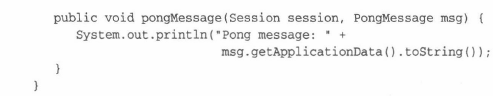 public void pongMessage(Session session, PongMessage msg) {
System.out.println("Pong message: " +
msg.getApplicationData().toString());
}
}